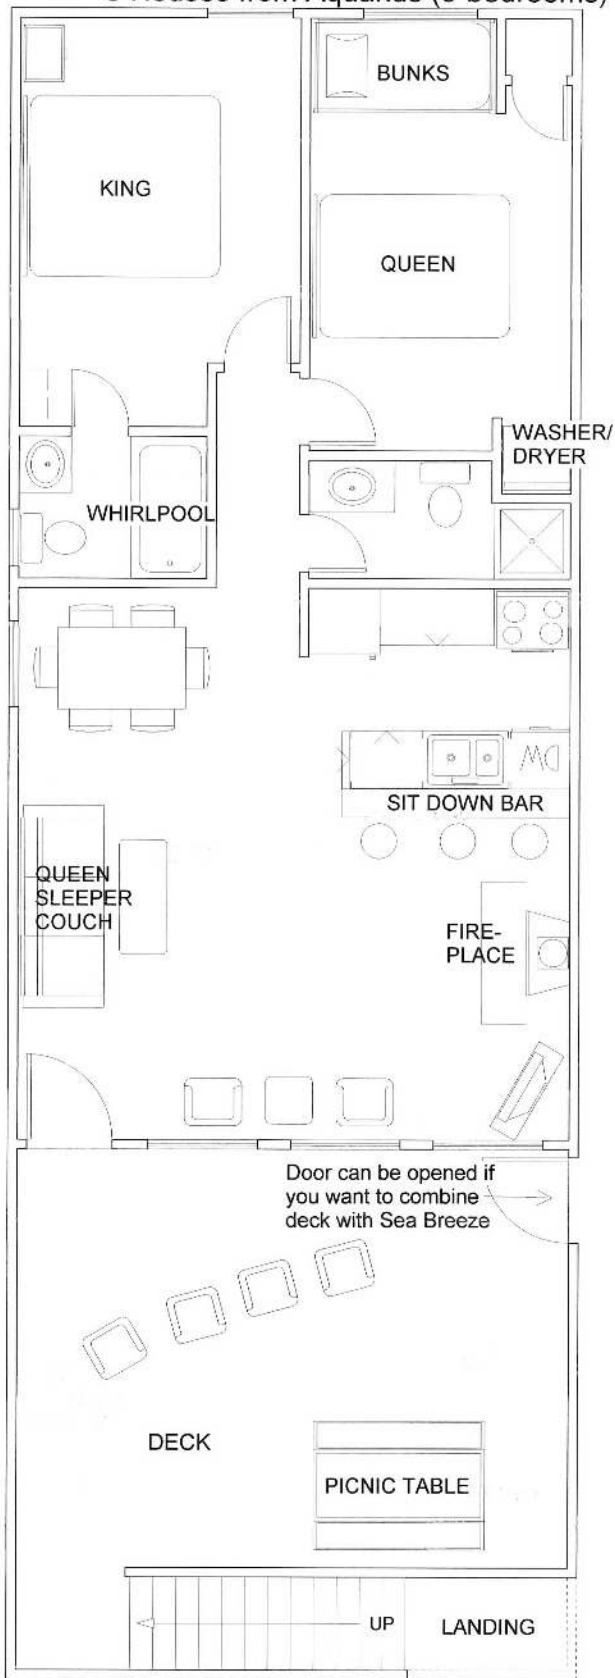 Houses from Aquarius (3 bedrooms)
BUNKS
KING
QUEEN
WASHER/
DRYER
WHIRLPOOL
SIT DOWN BAR
DW
QUEEN
SLEEPER
COUCH
FIRE-
PLACE
Door can be opened if
you want to combine
deck with Sea Breeze
DECK
PICNIC TABLE
UP
LANDING